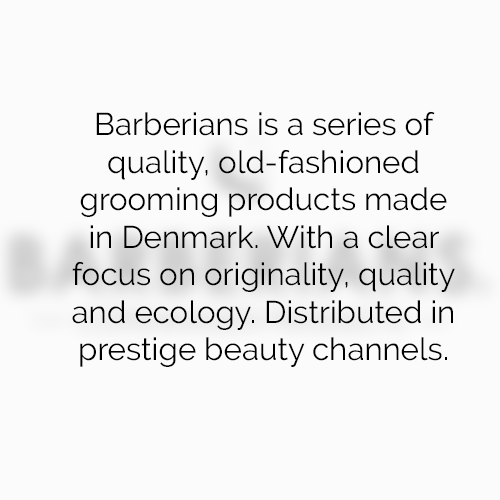 Barberians is a series of
quality, old-fashioned
grooming products made
in Denmark. With a clear
focus on originality, quality
and ecology. Distributed in
prestige beauty channels.